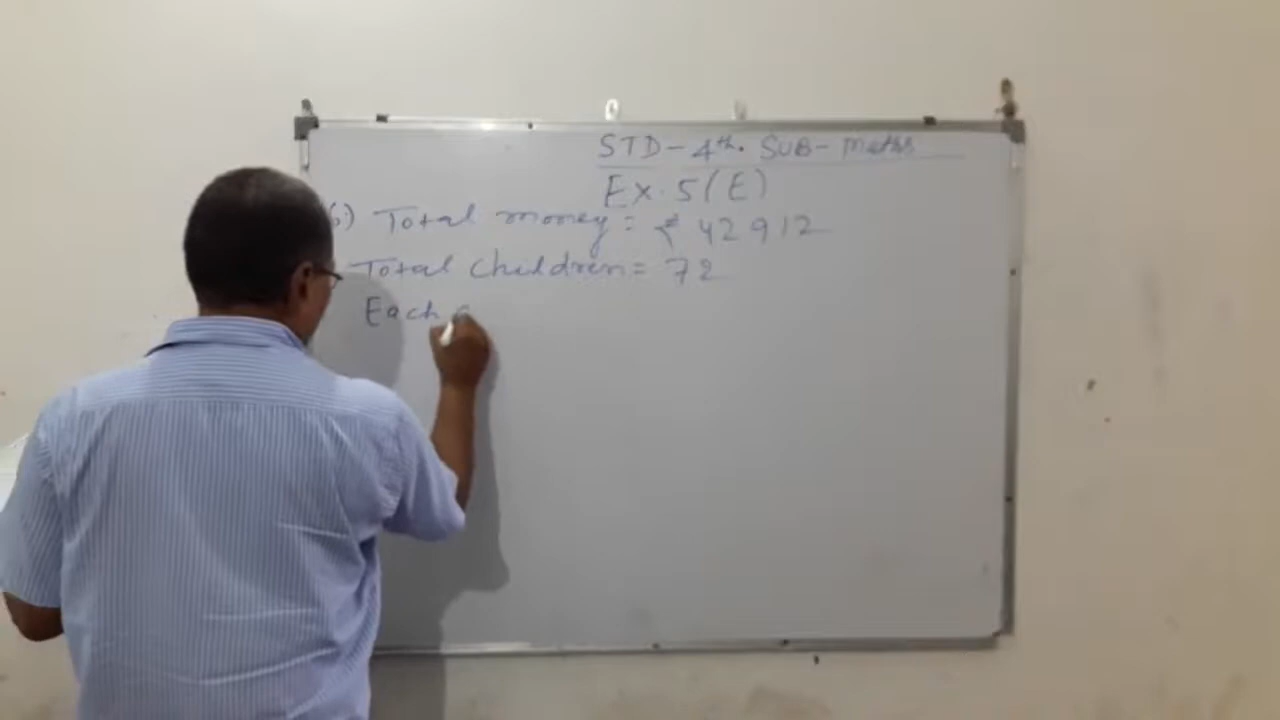 STD-4th. SUB-Maths
Ex. 5(E)
6) Total money = ₹ 42912
Total children = 72
Each